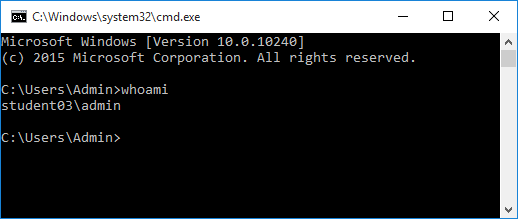 C:\Windows\system32\cmd.exe
Microsoft Windows [Version 10.0.10240]
(c) 2015 Microsoft Corporation. All rights reserved.
C:\Users\Admin>whoami
student03\admin
C:\Users\Admin>